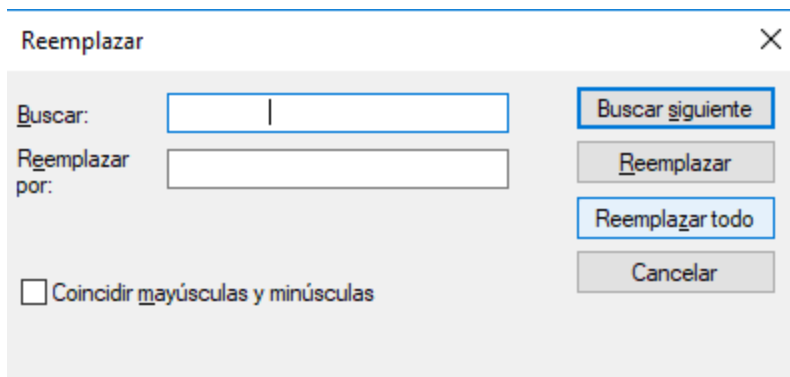 Reemplazar
Buscar:
Buscar siguiente
Reemplazar
por:
Reemplazar
Reemplazar todo
Cancelar
Coincidir mayúsculas y minúsculas